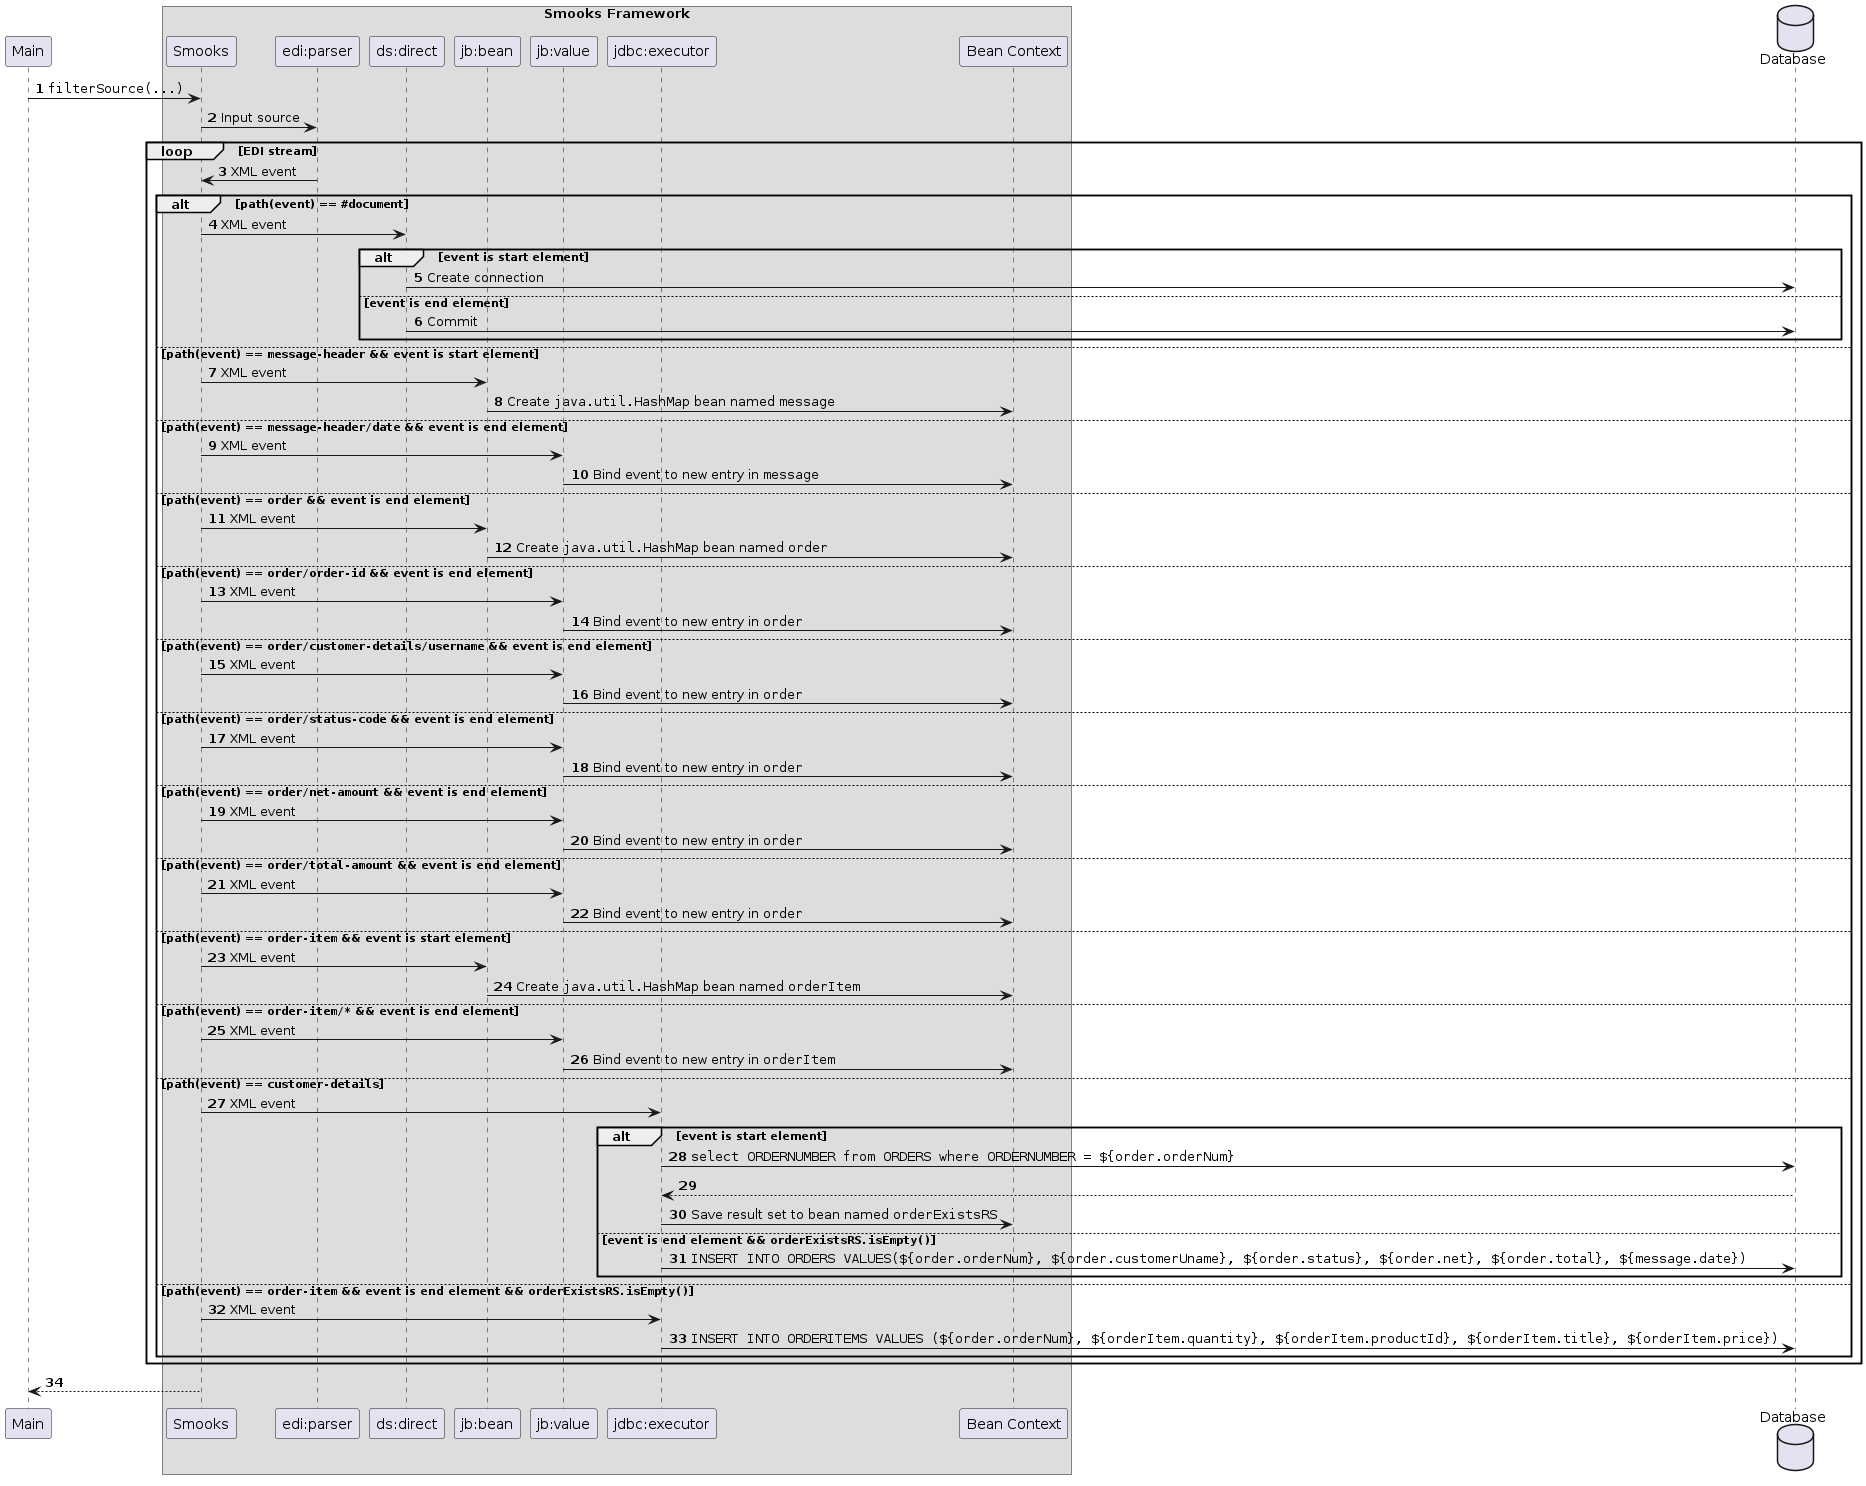 Smooks Framework
Main
Smooks
edi:parser
ds:direct
jb:bean
jb:value
jdbc:executor
Bean Context
Database
1 filterSource(...)
2 Input source
loop [EDI stream]
3 XML event
alt [path(event) == #document]
4 XML event
alt [event is start element]
5 Create connection
[event is end element]
6 Commit
[path(event) == message-header && event is start element]
7 XML event
8 Create java.util.HashMap bean named message
[path(event) == message-header/date && event is end element]
9 XML event
10 Bind event to new entry in message
[path(event) == order && event is end element]
11 XML event
12 Create java.util.HashMap bean named order
[path(event) == order/order-id && event is end element]
13 XML event
14 Bind event to new entry in order
[path(event) == order/customer-details/username && event is end element]
15 XML event
16 Bind event to new entry in order
[path(event) == order/status-code && event is end element]
17 XML event
18 Bind event to new entry in order
[path(event) == order/net-amount && event is end element]
19 XML event
20 Bind event to new entry in order
[path(event) == order/total-amount && event is end element]
21 XML event
22 Bind event to new entry in order
[path(event) == order-item && event is start element]
23 XML event
24 Create java.util.HashMap bean named orderItem
[path(event) == order-item/* && event is end element]
25 XML event
26 Bind event to new entry in orderItem
[path(event) == customer-details]
27 XML event
alt [event is start element]
28 select ORDERNUMBER from ORDERS where ORDERNUMBER = ${order.orderNum}
29
30 Save result set to bean named orderExistsRS
[event is end element && orderExistsRS.isEmpty()]
31 INSERT INTO ORDERS VALUES(${order.orderNum}, ${order.customerUname}, ${order.status}, ${order.net}, ${order.total}, ${message.date})
[path(event) == order-item && event is end element && orderExistsRS.isEmpty()]
32 XML event
33 INSERT INTO ORDERITEMS VALUES (${order.orderNum}, ${orderItem.quantity}, ${orderItem.productId}, ${orderItem.title}, ${orderItem.price})
34
Main
Smooks
edi:parser
ds:direct
jb:bean
jb:value
jdbc:executor
Bean Context
Database